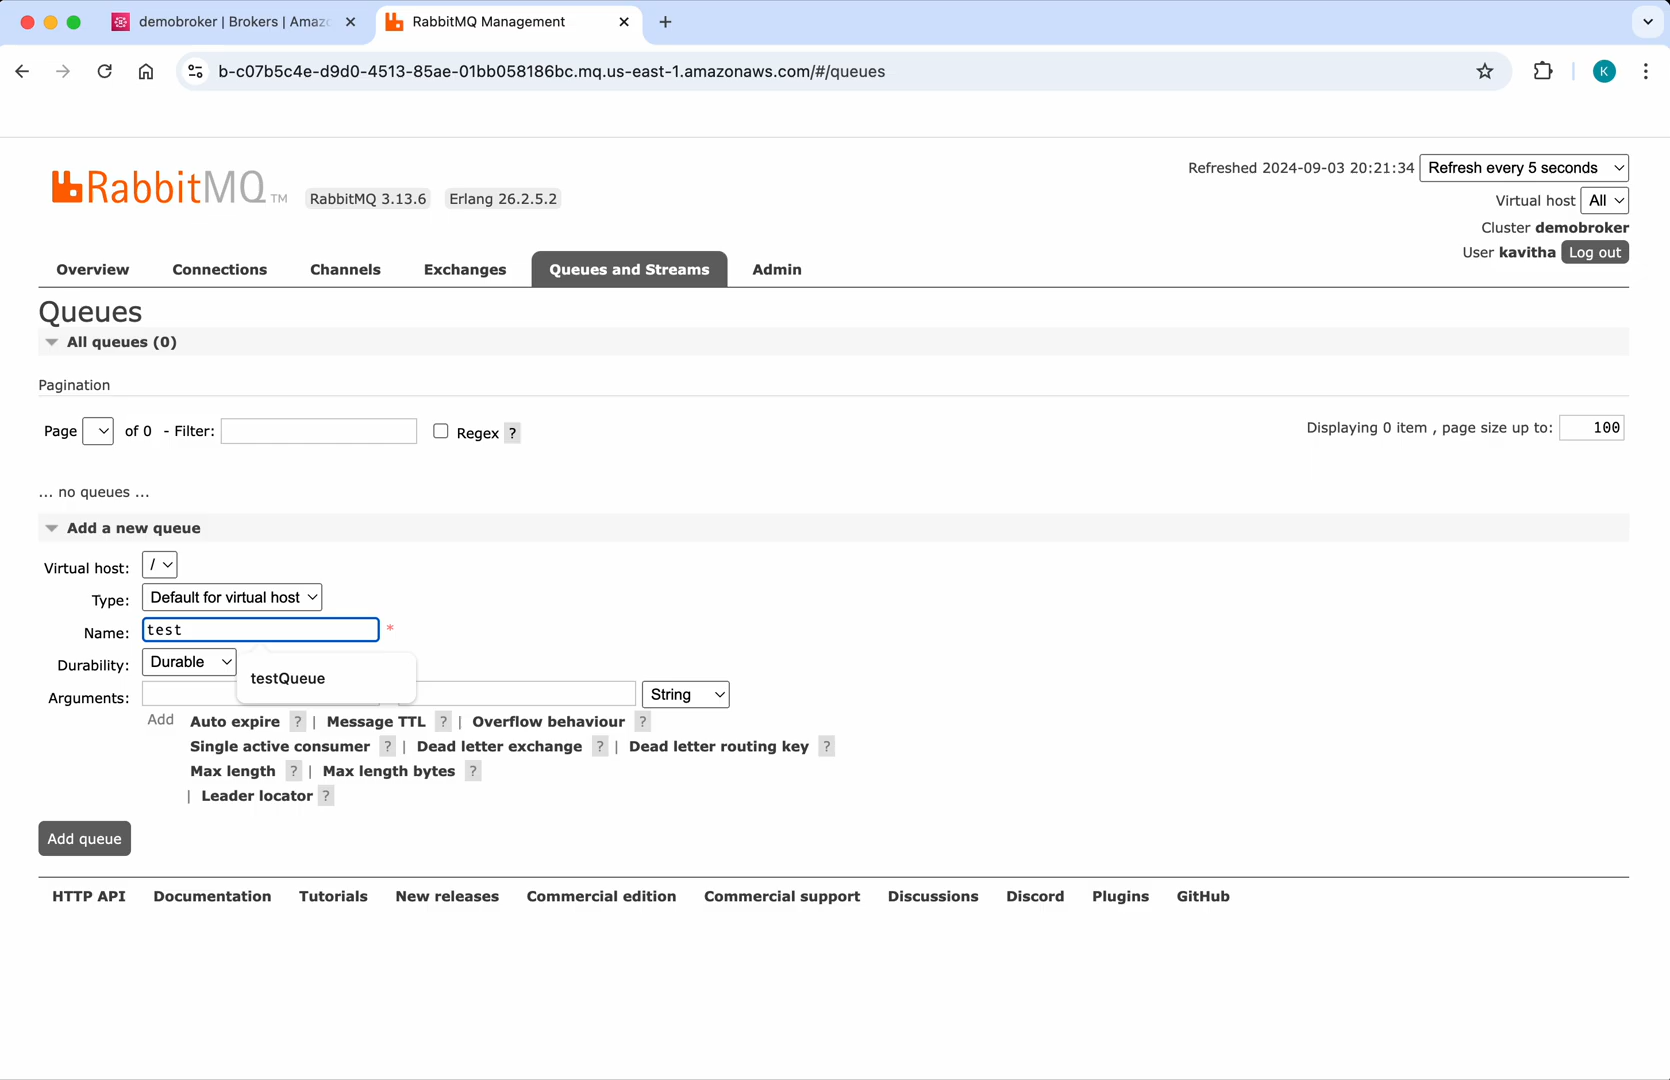 demobroker | Brokers | Amaz
RabbitMQ Management
b-c07b5c4e-d9d0-4513-85ae-01bb058186bc.mq.us-east-1.amazonaws.com/#/queues
K
RabbitMQ TM
RabbitMQ 3.13.6 Erlang 26.2.5.2
Refreshed 2024-09-03 20:21:34 Refresh every 5 seconds
Virtual host All
Cluster demobroker
User kavitha Log out
Overview Connections Channels Exchanges Queues and Streams Admin
Queues
All queues (0)
Pagination
Page of 0 - Filter: Regex ? Displaying 0 item , page size up to: 100
... no queues ...
Add a new queue
Virtual host: /
Type: Default for virtual host
Name: test *
Durability: Durable
testQueue
Arguments: String
Add Auto expire ? | Message TTL ? | Overflow behaviour ?
Single active consumer ? | Dead letter exchange ? | Dead letter routing key ?
Max length ? | Max length bytes ?
| Leader locator ?
Add queue
HTTP API Documentation Tutorials New releases Commercial edition Commercial support Discussions Discord Plugins GitHub